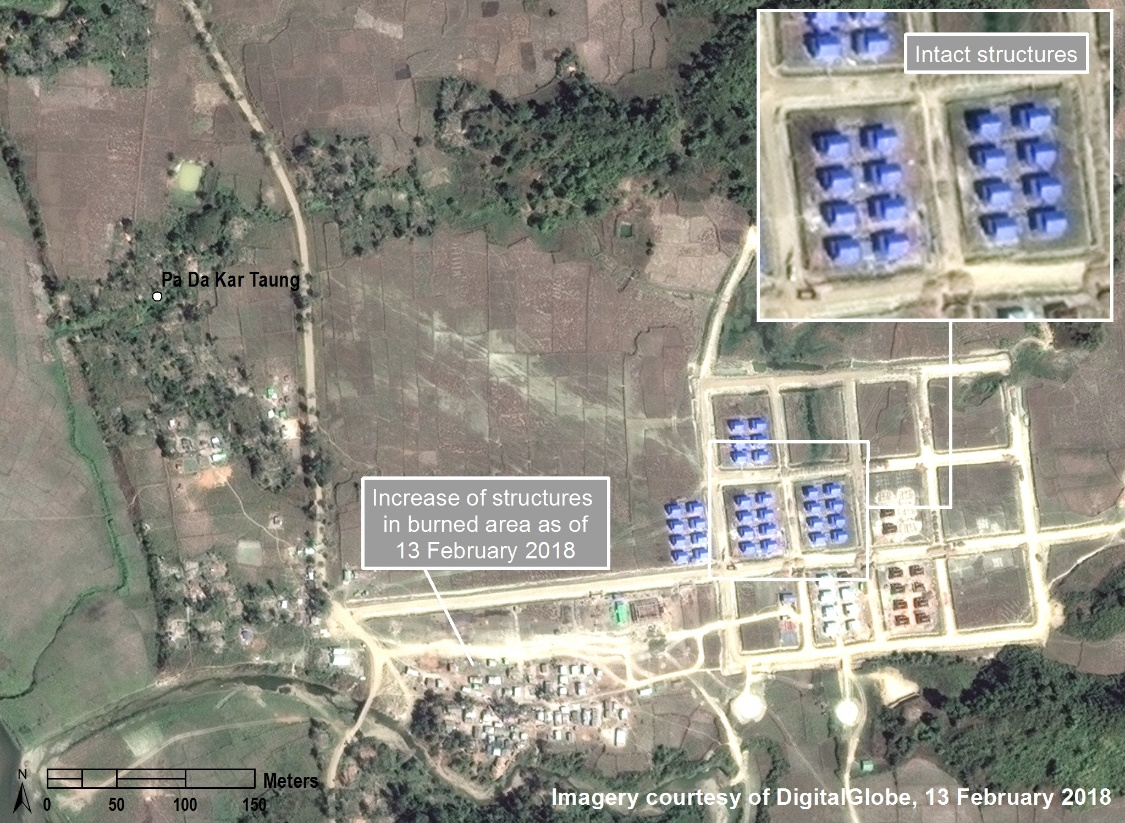 Intact structures
Pa Da Kar Taung
Increase of structures
in burned area as of
13 February 2018
N
Meters
0 50 100 150
Imagery courtesy of DigitalGlobe, 13 February 2018